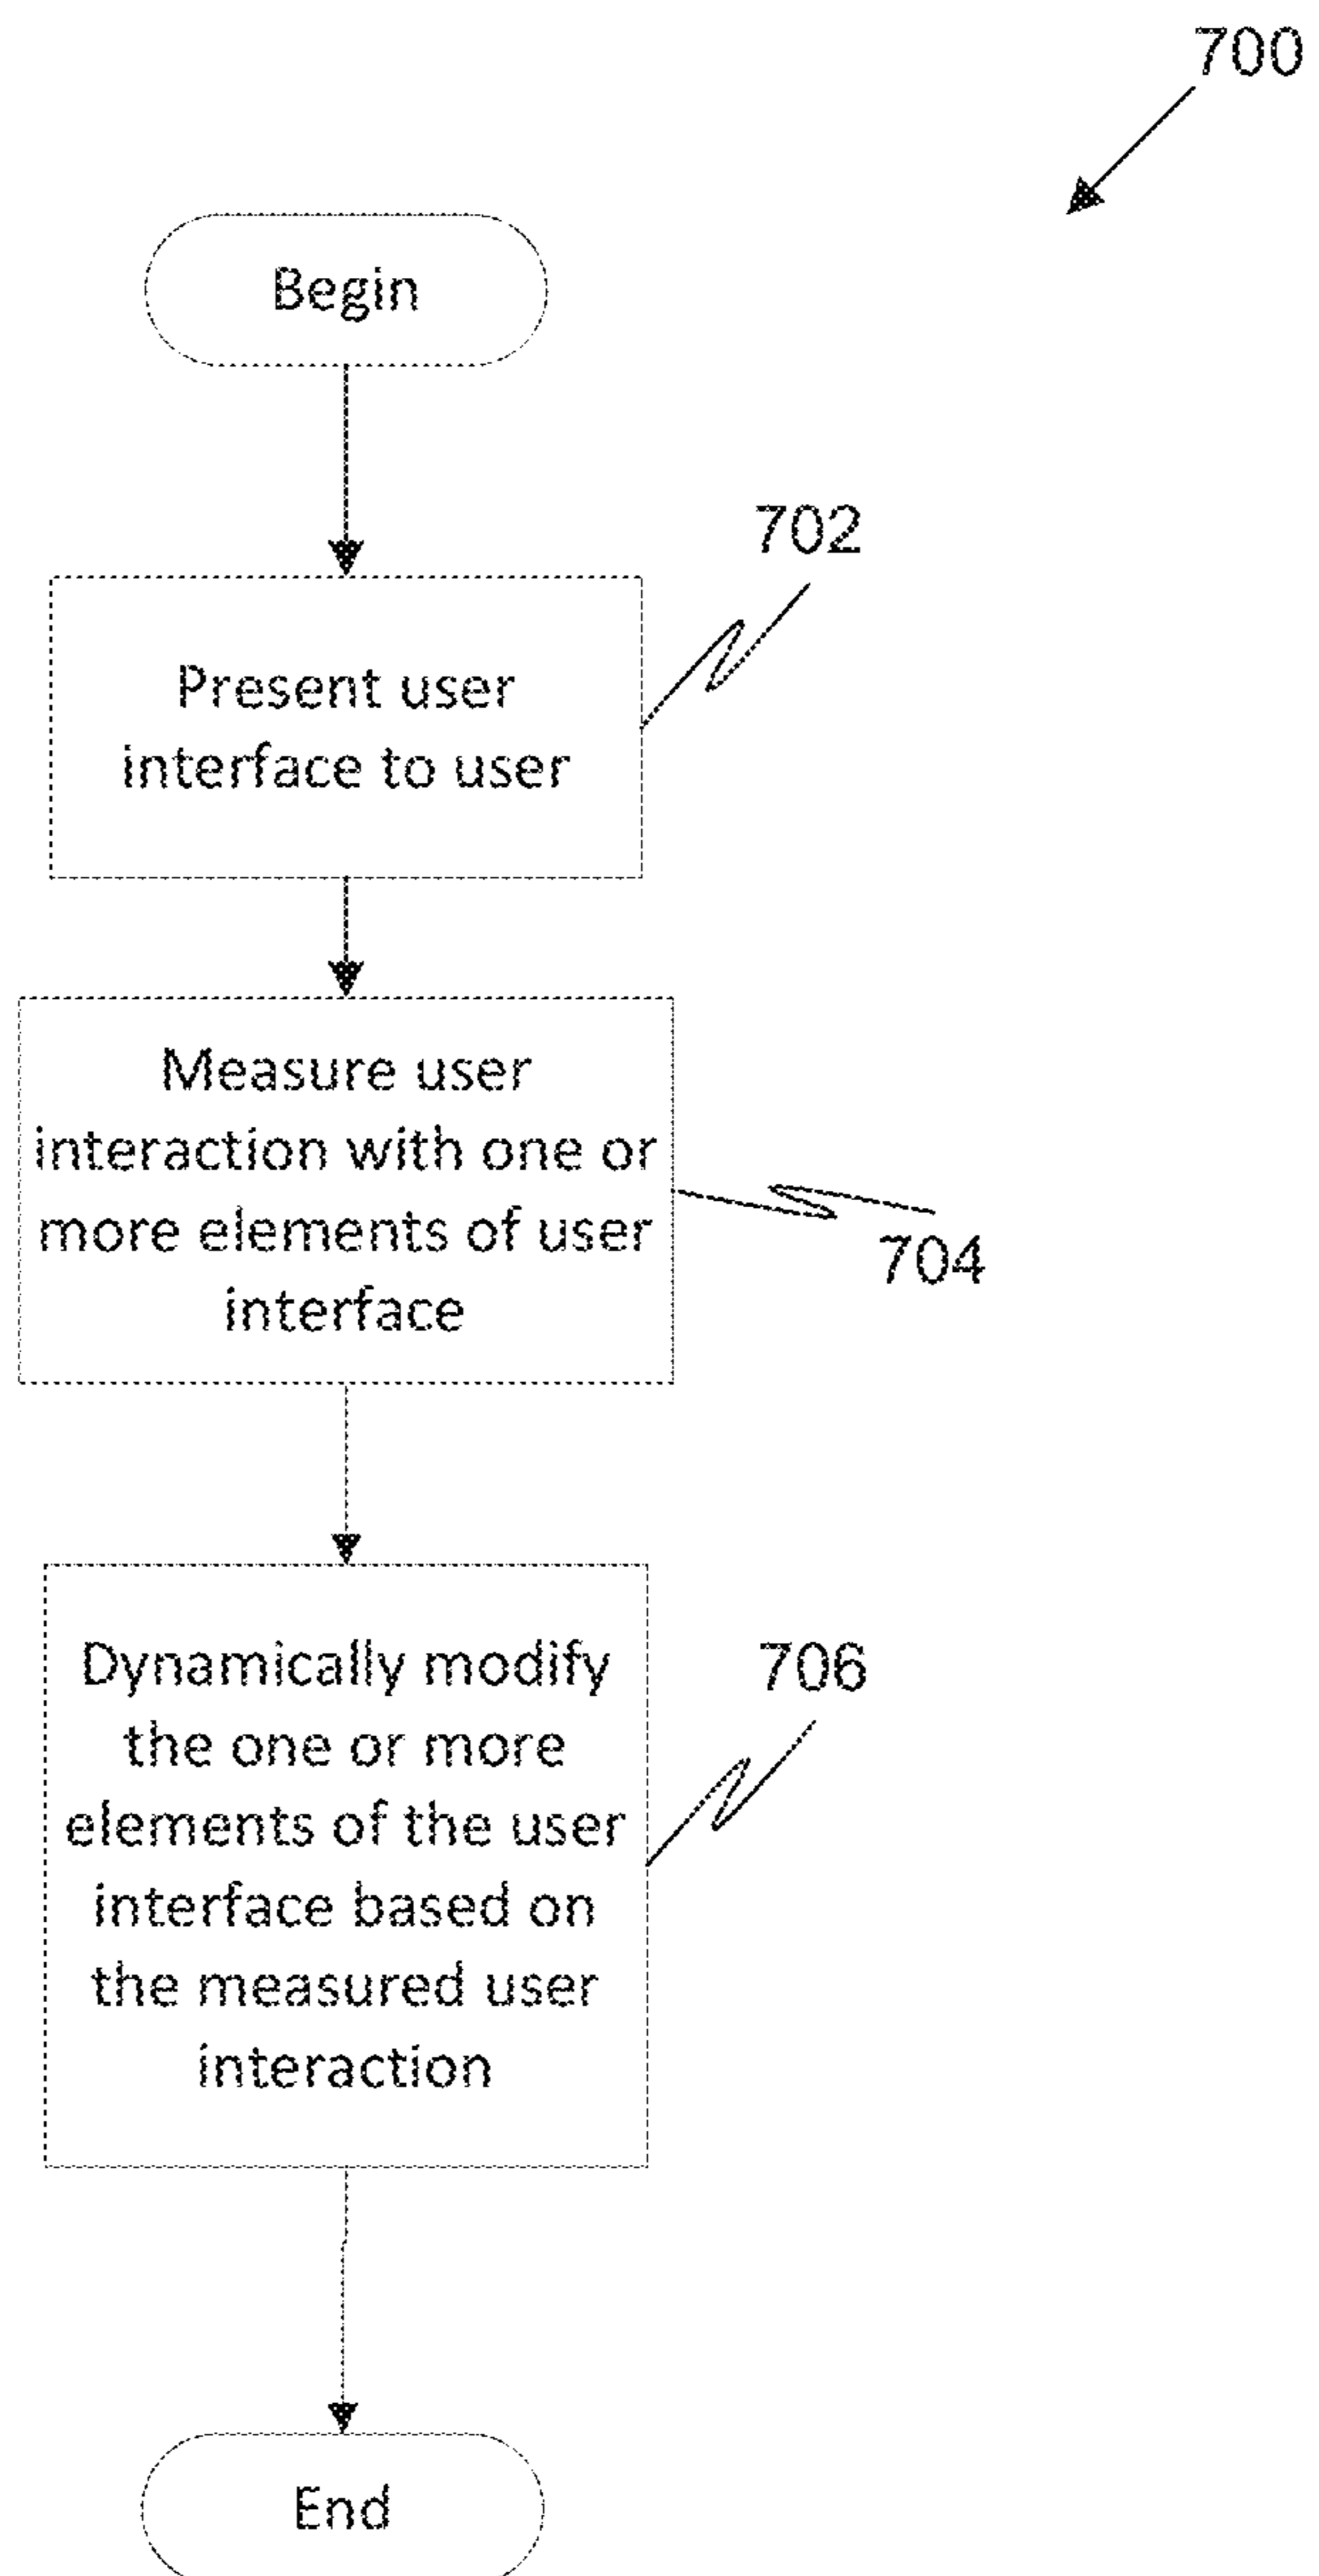 700
Begin
702
Present user
interface to user
Measure user
interaction with one or
more elements of user
interface
704
Dynamically modify
the one or more
elements of the user
interface based on
the measured user
interaction
706
End